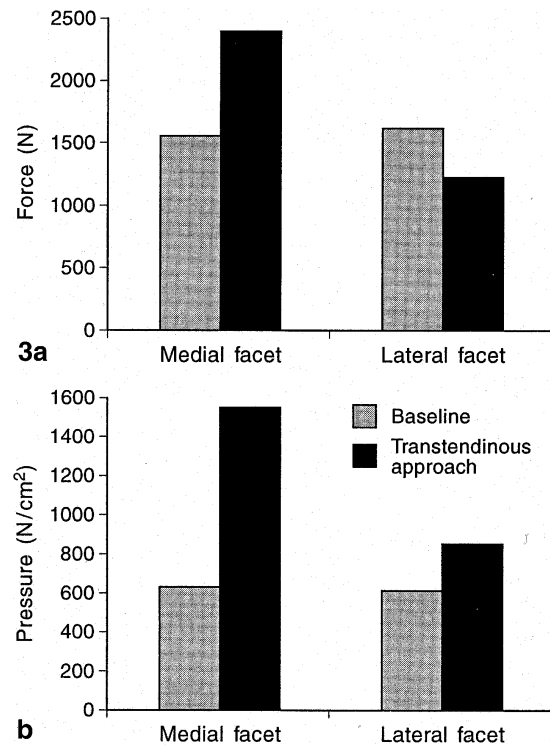 2500
2000
1500
1000
500
0
Force (N)
Medial facet
Lateral facet
3a
1600
1400
1200
1000
800
600
400
200
0
Pressure (N/cm²)
Baseline
Transtendinous
approach
Medial facet
Lateral facet
b